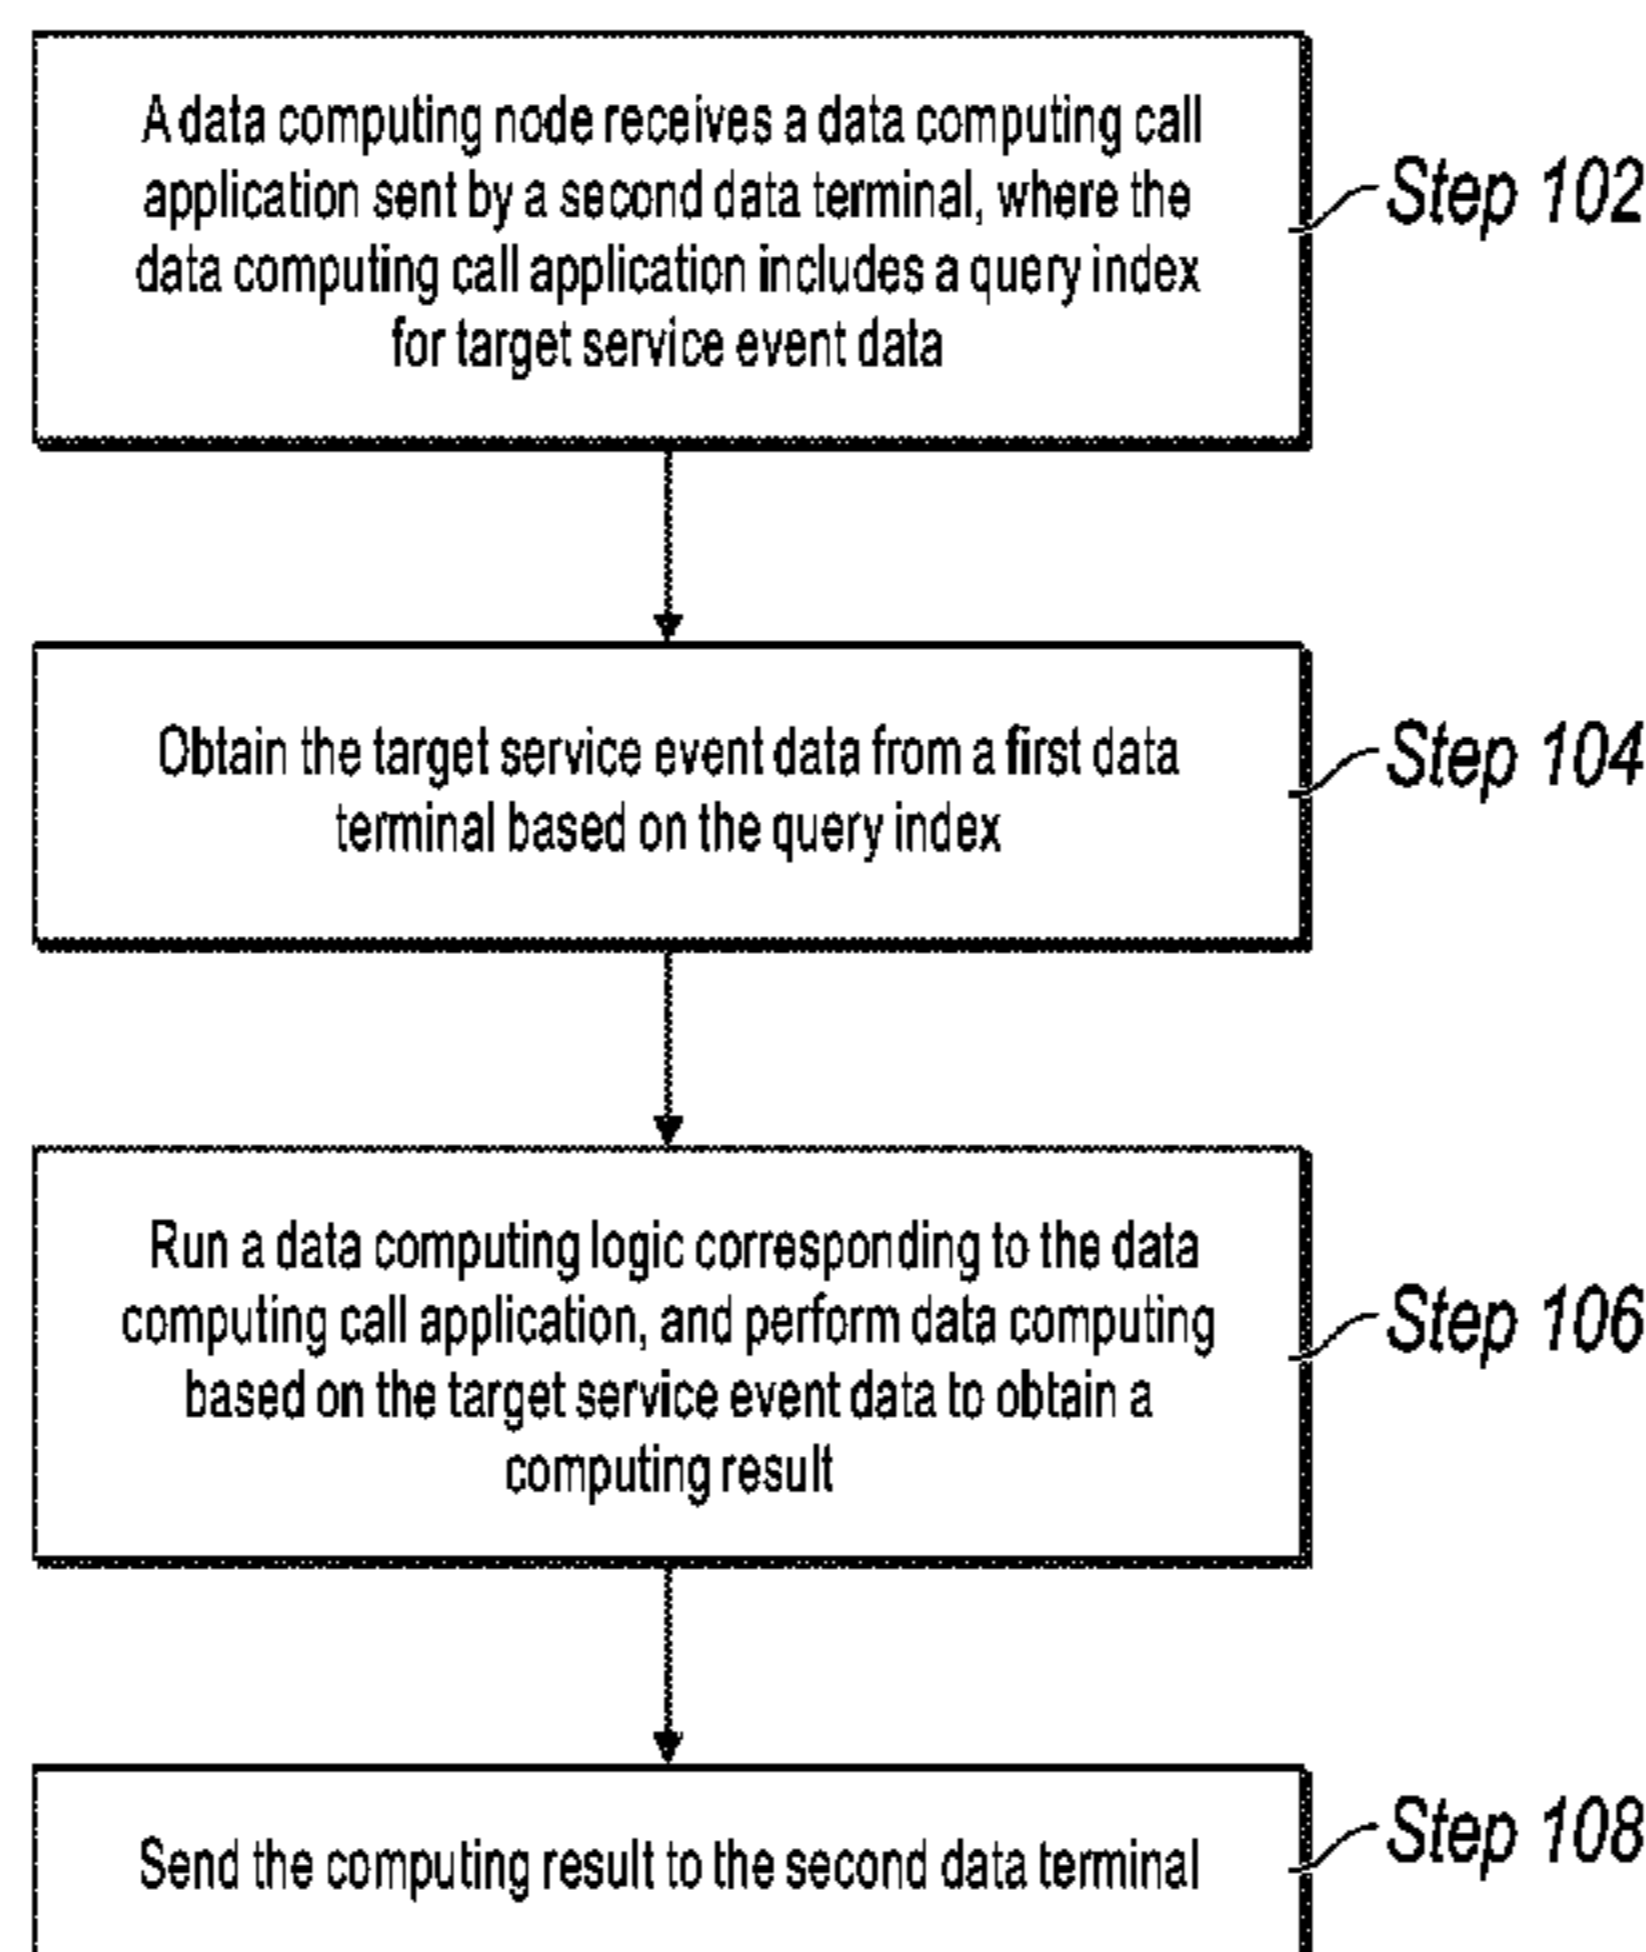 A data computing node receives a data computing call
application sent by a second data terminal, where the
data computing call application includes a query index
for target service event data
Step 102
Obtain the target service event data from a first data
terminal based on the query index
Step 104
Run a data computing logic corresponding to the data
computing call application, and perform data computing
based on the target service event data to obtain a
computing result
Step 106
Send the computing result to the second data terminal
Step 108